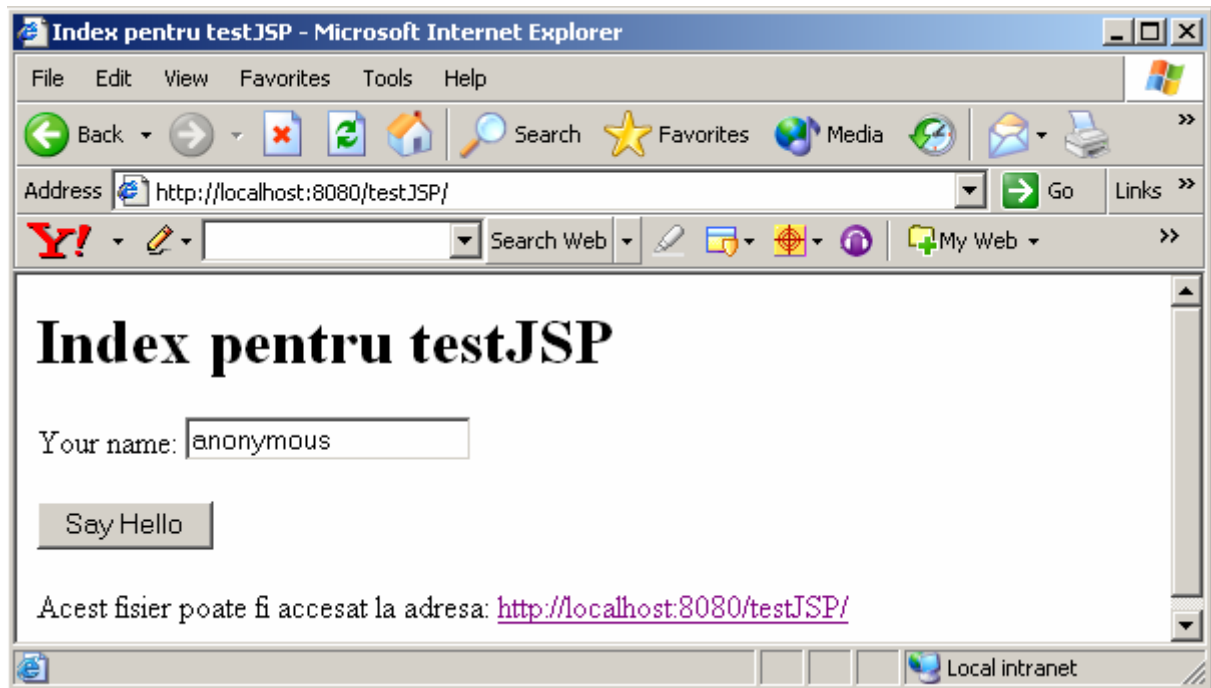 Index pentru testJSP - Microsoft Internet Explorer
File Edit View Favorites Tools Help
Back Search Favorites Media »
Address http://localhost:8080/testJSP/ Go Links »
Y! Search Web My Web »
Index pentru testJSP
Your name: anonymous
Say Hello
Acest fisier poate fi accesat la adresa: http://localhost:8080/testJSP/
Local intranet